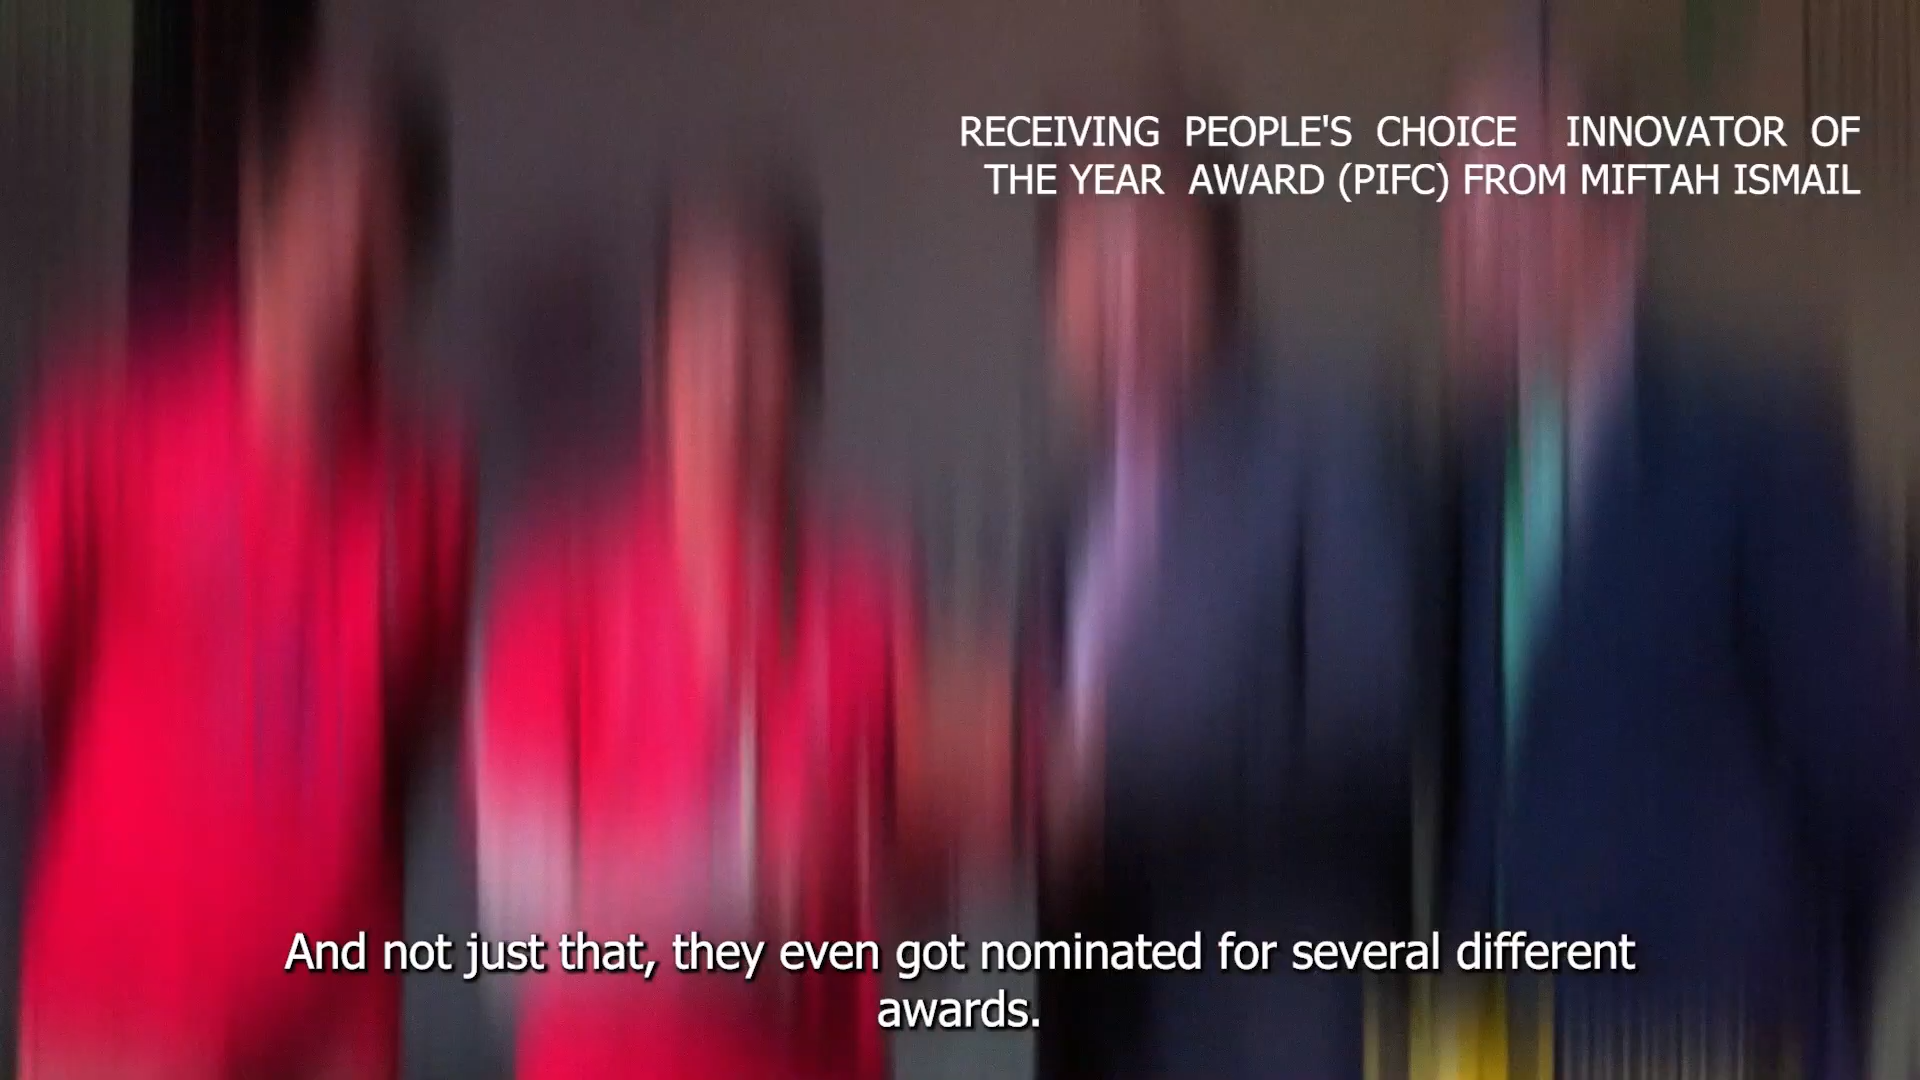 RECEIVING PEOPLE'S CHOICE INNOVATOR OF
THE YEAR AWARD (PIFC) FROM MIFTAH ISMAIL
And not just that, they even got nominated for several different
awards.